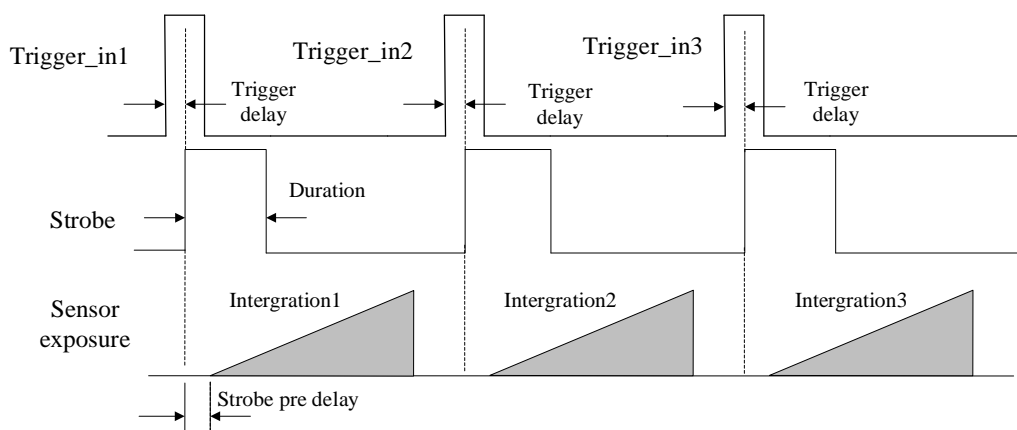 Trigger_in1
Trigger_in2
Trigger_in3
Trigger
delay
Trigger
delay
Trigger
delay
Strobe
Duration
Sensor
exposure
Intergration1
Intergration2
Intergration3
Strobe pre delay